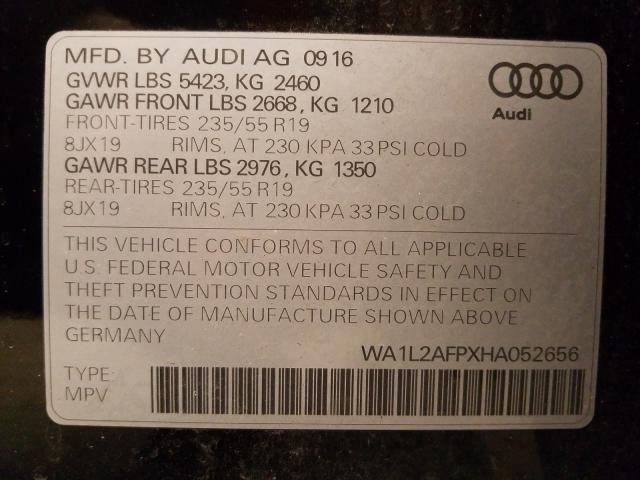 MFD. BY AUDI AG 09 16
GVWR LBS 5423, KG 2460
GAWR FRONT LBS 2668, KG 1210
FRONT-TIRES 235/55 R19
8JX19 RIMS, AT 230 KPA 33 PSI COLD
GAWR REAR LBS 2976, KG 1350
REAR-TIRES 235/55 R19
8JX19 RIMS, AT 230 KPA 33 PSI COLD
Audi
THIS VEHICLE CONFORMS TO ALL APPLICABLE
U.S. FEDERAL MOTOR VEHICLE SAFETY AND
THEFT PREVENTION STANDARDS IN EFFECT ON
THE DATE OF MANUFACTURE SHOWN ABOVE
GERMANY
WA1L2AFPXHA052656
TYPE:
MPV